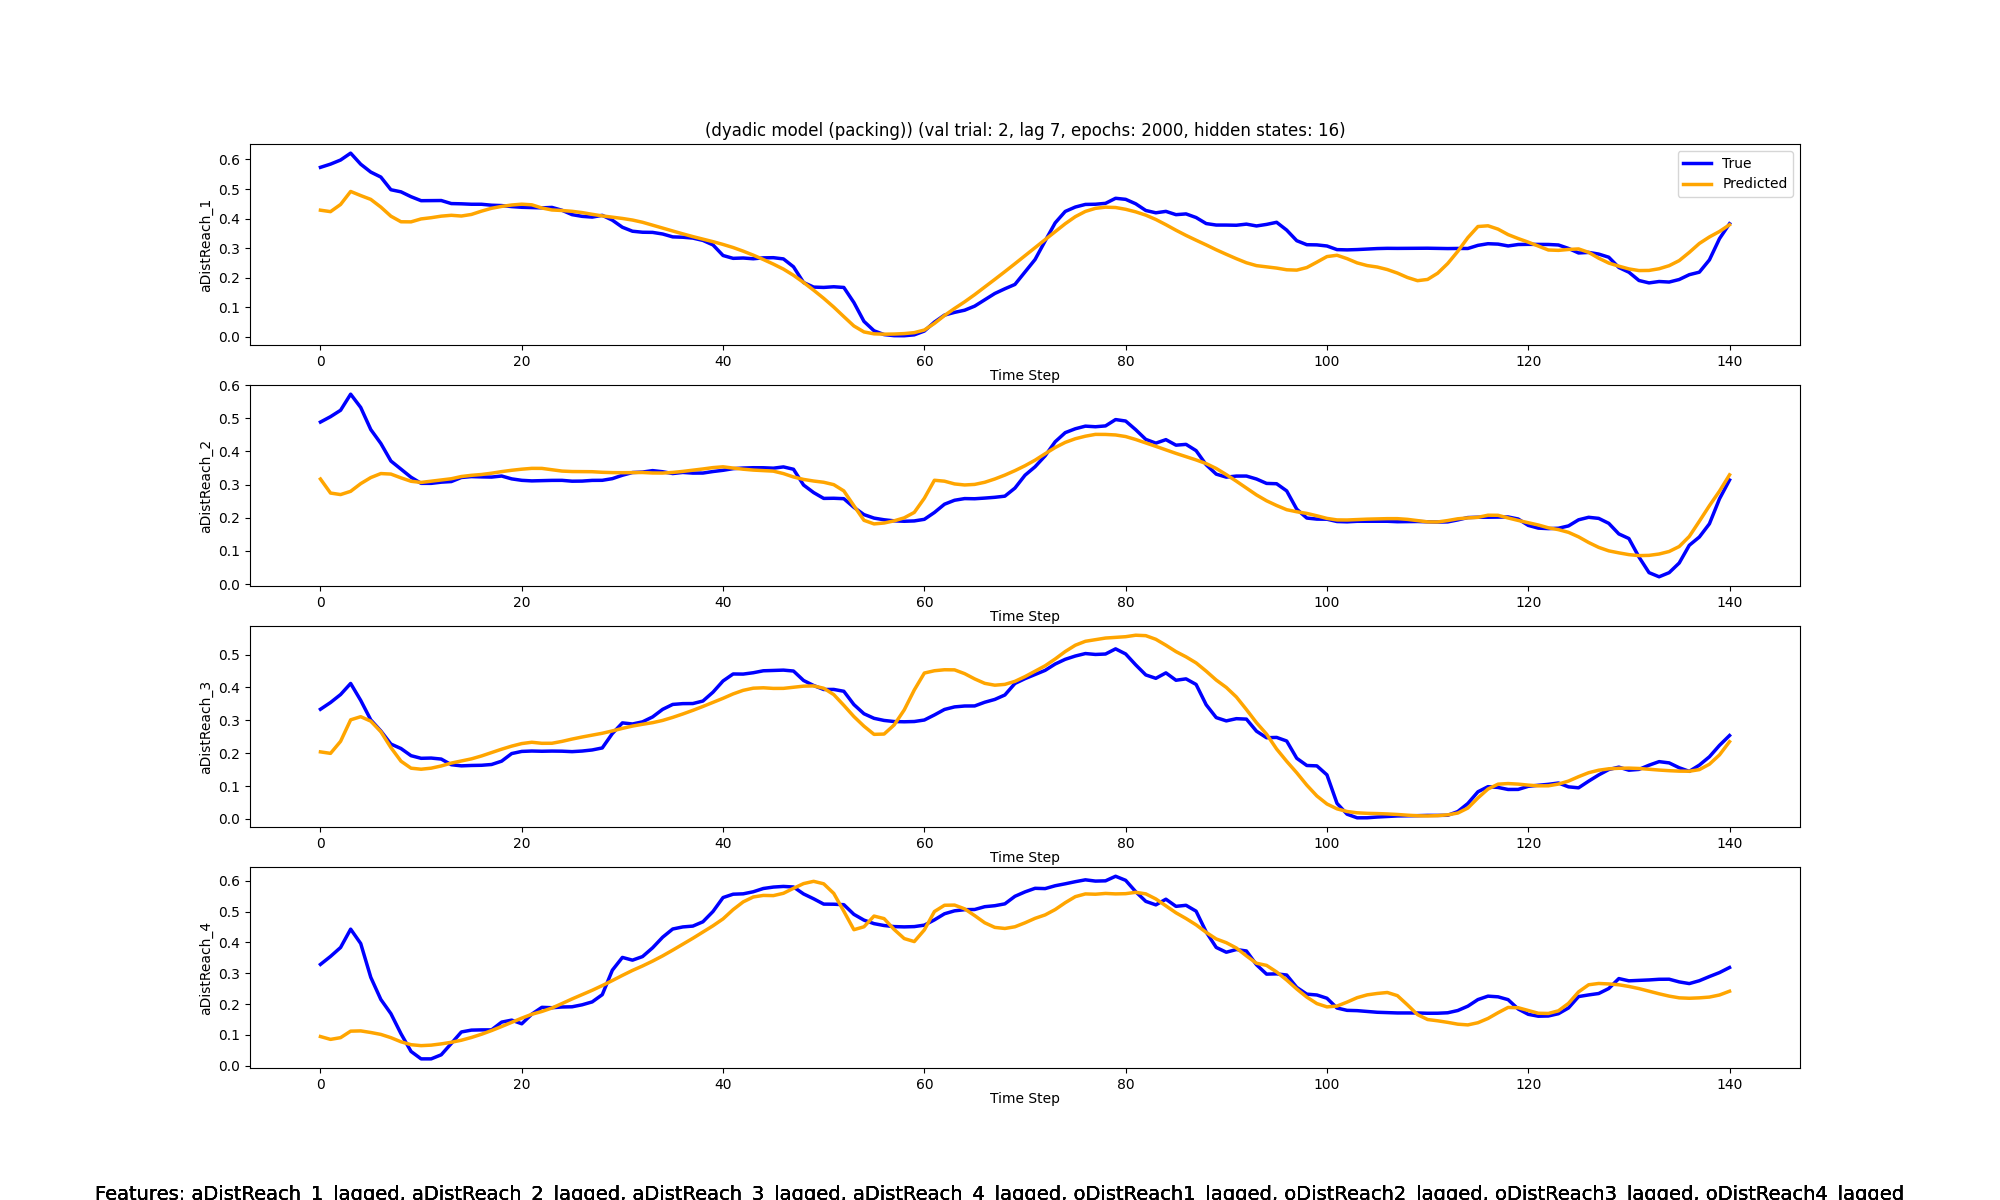 (dyadic model (packing)) (val trial: 2, lag 7, epochs: 2000, hidden states: 16)
True
Predicted
aDistReach_1
0.6
0.5
0.4
0.3
0.2
0.1
0.0
0 20 40 60 80 100 120 140
Time Step
aDistReach_2
0.6
0.5
0.4
0.3
0.2
0.1
0.0
0 20 40 60 80 100 120 140
Time Step
aDistReach_3
0.5
0.4
0.3
0.2
0.1
0.0
0 20 40 60 80 100 120 140
Time Step
aDistReach_4
0.6
0.5
0.4
0.3
0.2
0.1
0.0
0 20 40 60 80 100 120 140
Time Step
Features: aDistReach_1_lagged, aDistReach_2_lagged, aDistReach_3_lagged, aDistReach_4_lagged, oDistReach1_lagged, oDistReach2_lagged, oDistReach3_lagged, oDistReach4_lagged